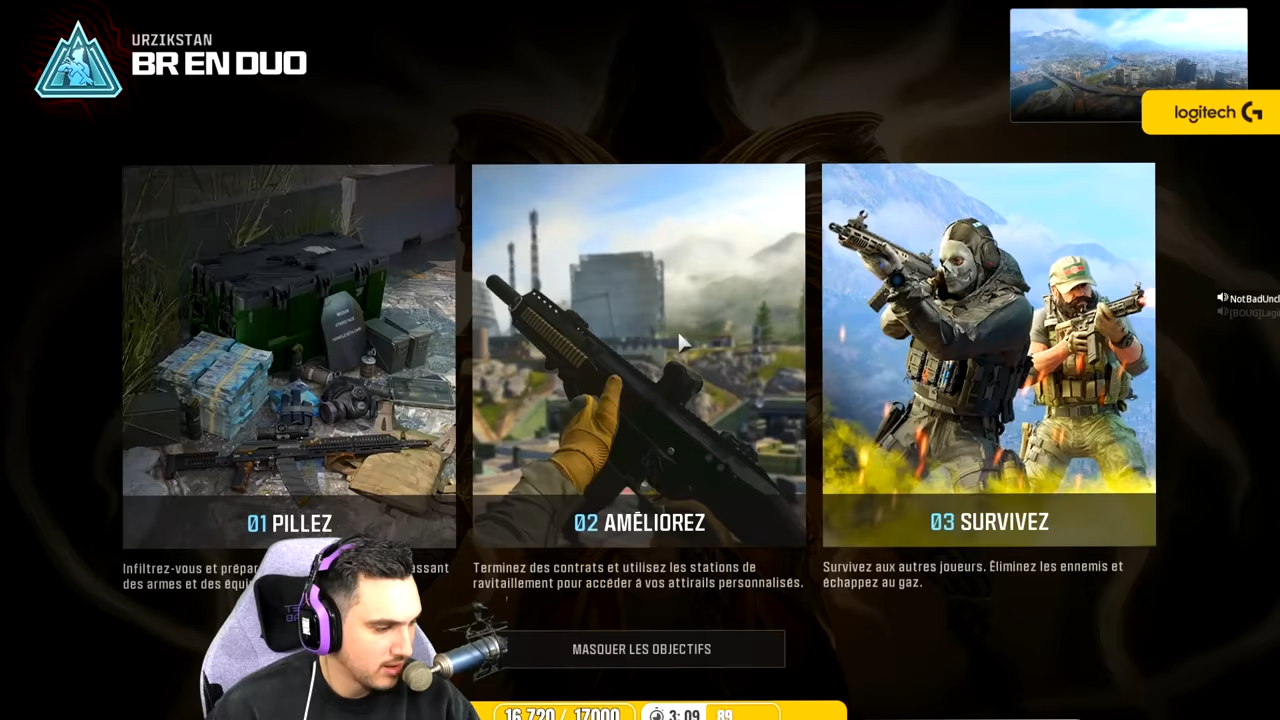 URZIKSTAN
BR EN DUO
logitech G
NotBadUncl
01 PILLEZ
02 AMÉLIOREZ
03 SURVIVEZ
Infiltrez-vous et prépar assant
des armes et des équi
Terminez des contrats et utilisez les stations de
ravitaillement pour accéder à vos attirails personnalisés.
Survivez aux autres joueurs. Éliminez les ennemis et
échappez au gaz.
MASQUER LES OBJECTIFS
16 720 / 17000 3:09 89